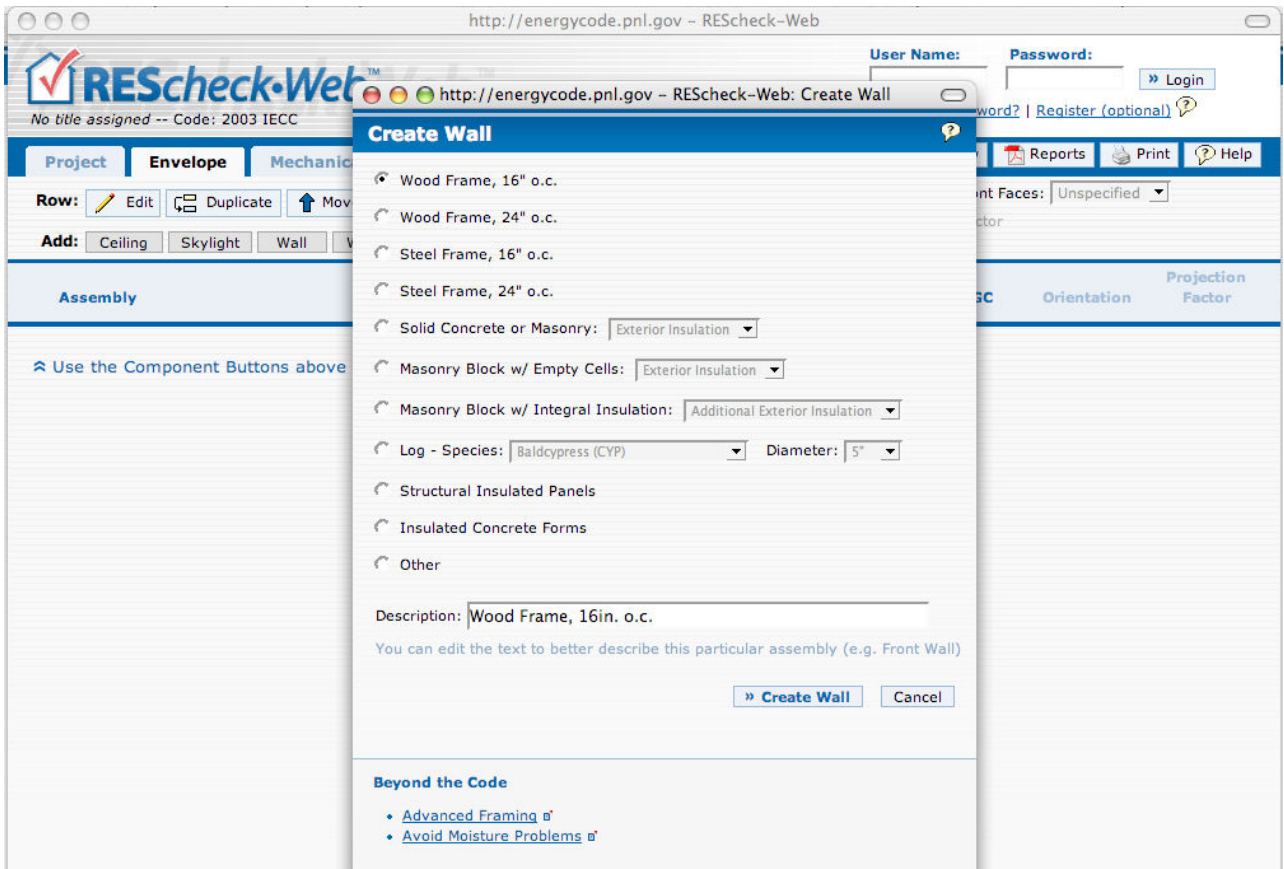 http://energycode.pnl.gov – REScheck–Web
REScheck•Web™
User Name: Password:
» Login
word? | Register (optional)
No title assigned -- Code: 2003 IECC
Project Envelope Mechanic
Reports Print Help
Row: Edit Duplicate Mov
nt Faces: Unspecified
ctor
Add: Ceiling Skylight Wall
Assembly
GC Orientation Projection Factor
Use the Component Buttons above
http://energycode.pnl.gov – REScheck–Web: Create Wall
Create Wall
Wood Frame, 16" o.c.
Wood Frame, 24" o.c.
Steel Frame, 16" o.c.
Steel Frame, 24" o.c.
Solid Concrete or Masonry: Exterior Insulation
Masonry Block w/ Empty Cells: Exterior Insulation
Masonry Block w/ Integral Insulation: Additional Exterior Insulation
Log - Species: Baldcypress (CYP) Diameter: 5"
Structural Insulated Panels
Insulated Concrete Forms
Other
Description: Wood Frame, 16in. o.c.
You can edit the text to better describe this particular assembly (e.g. Front Wall)
» Create Wall Cancel
Beyond the Code
• Advanced Framing
• Avoid Moisture Problems